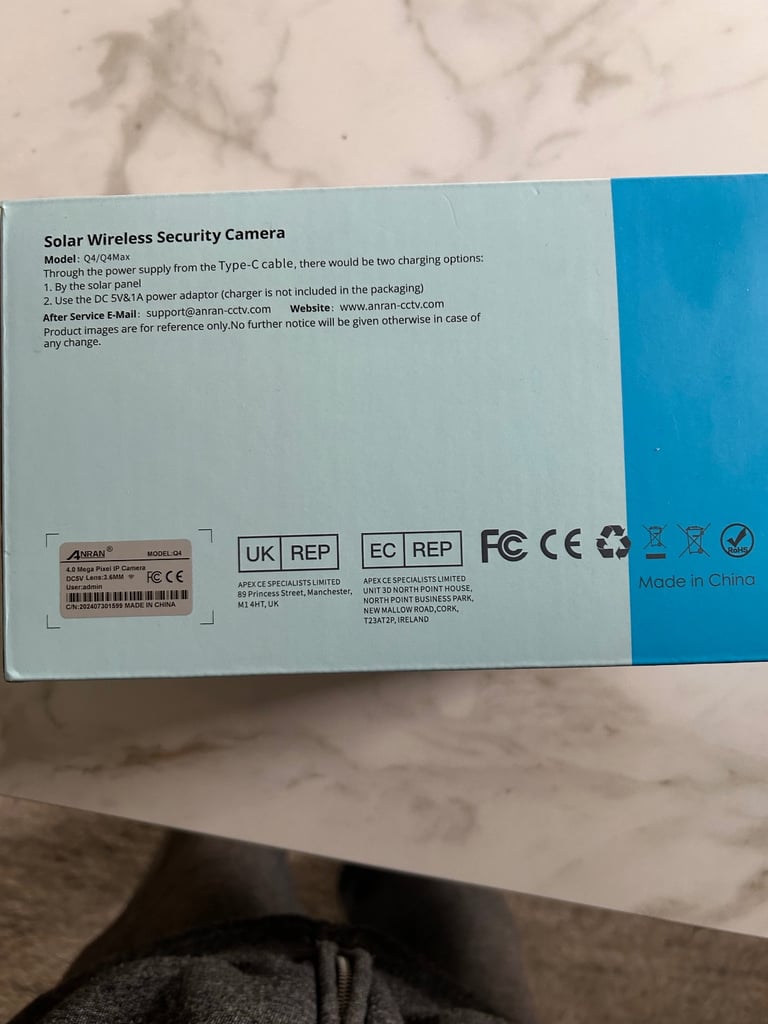 Solar Wireless Security Camera
Model: Q4/Q4Max
Through the power supply from the Type-C cable, there would be two charging options:
1. By the solar panel
2. Use the DC 5V&1A power adaptor (charger is not included in the packaging)
After Service E-Mail: support@anran-cctv.com Website: www.anran-cctv.com
Product images are for reference only.No further notice will be given otherwise in case of
any change.
ANRAN® MODEL:Q4
4.0 Mega Pixel IP Camera
DC5V Lens:3.6MM FC CE
User:admin
C/N:202407301599 MADE IN CHINA
UK REP
APEX CE SPECIALISTS LIMITED
89 Princess Street, Manchester,
M1 4HT, UK
EC REP
APEX CE SPECIALISTS LIMITED
UNIT 3D NORTH POINT HOUSE,
NORTH POINT BUSINESS PARK,
NEW MALLOW ROAD,CORK,
T23AT2P, IRELAND
FC CE
RoHS
Made in China